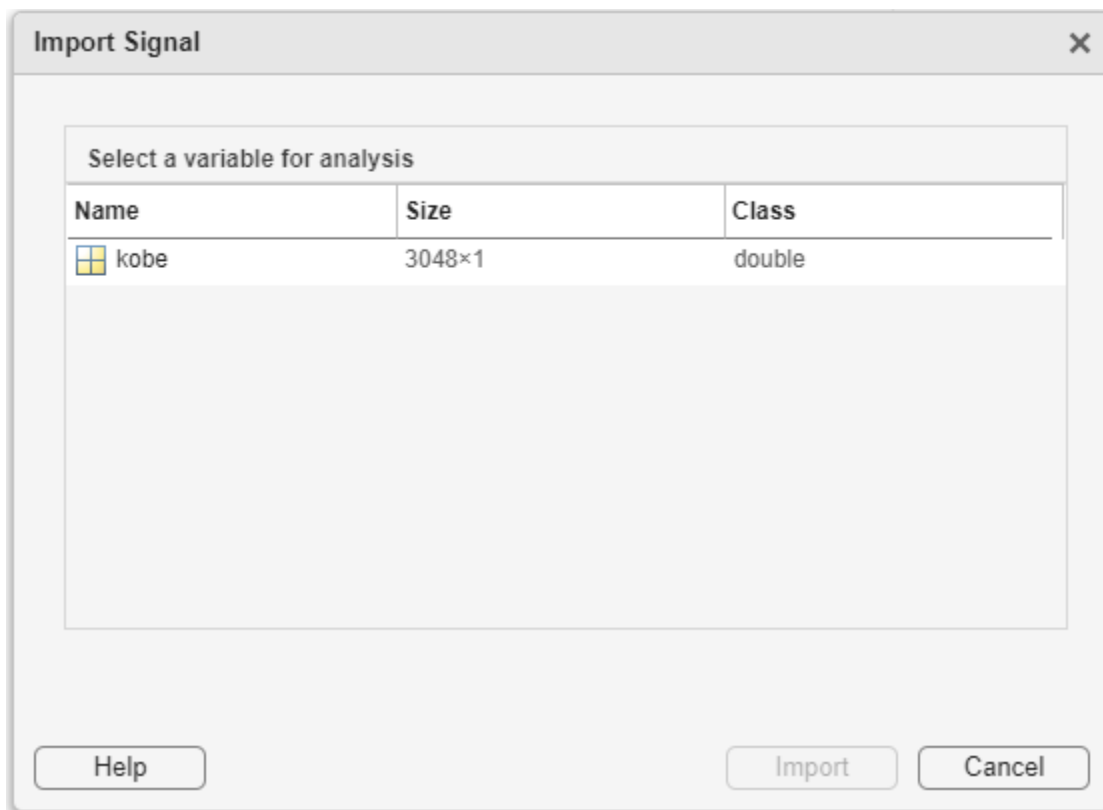 Import Signal
Select a variable for analysis
Name Size Class
kobe 3048×1 double
Help Import Cancel